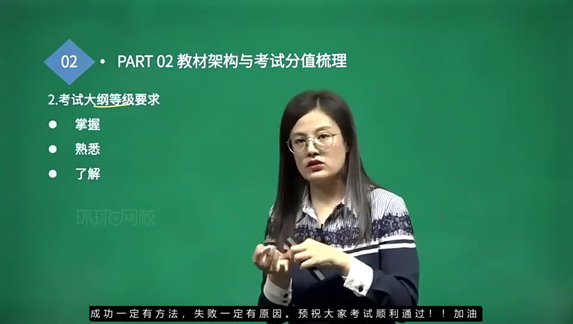 02
• PART 02 教材架构与考试分值梳理
2.考试大纲等级要求
● 掌握
● 熟悉
● 了解
环球网校
成功一定有方法，失败一定有原因。预祝大家考试顺利通过！！加油